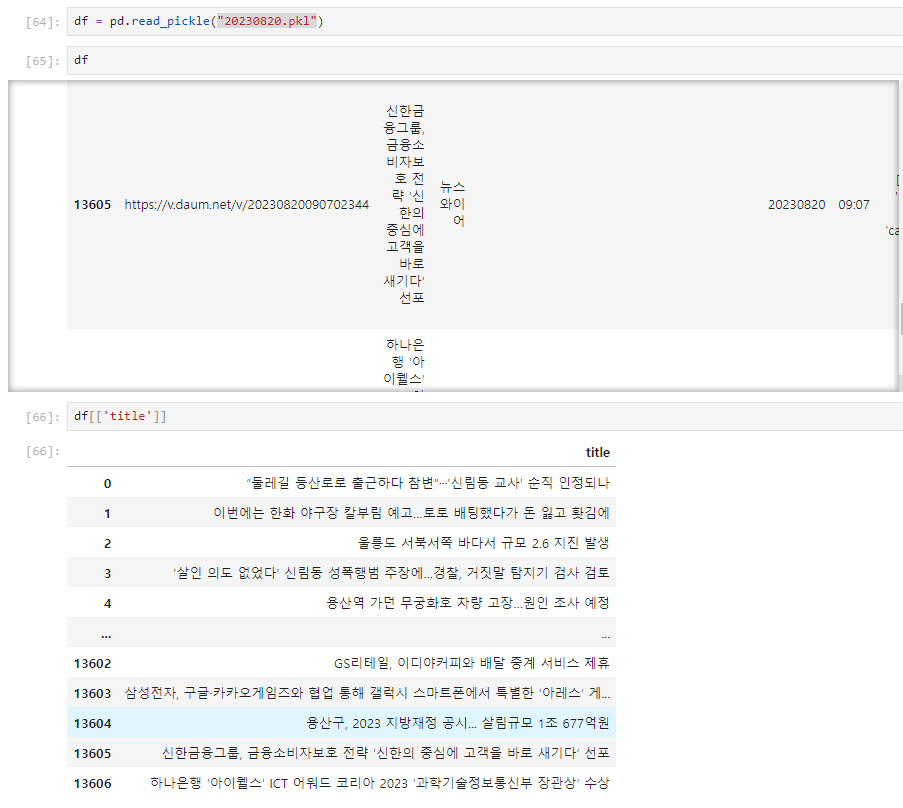 [64]: df = pd.read_pickle("20230820.pkl")
[65]: df
13605 https://v.daum.net/v/20230820090702344 신한금융그룹, 금융소비자보호 전략 '신한의 중심에 고객을 바로 새기다' 선포 뉴스와이어 20230820 09:07 [ 'ca
하나은행 '아이웰스'
[66]: df[['title']]
[66]: title
0 "둘레길 등산로로 출근하다 참변"…'신림동 교사' 순직 인정되나
1 이번에는 한화 야구장 칼부림 예고…토토 배팅했다가 돈 잃고 홧김에
2 울릉도 서북서쪽 바다서 규모 2.6 지진 발생
3 '살인 의도 없었다' 신림동 성폭행범 주장에…경찰, 거짓말 탐지기 검사 검토
4 용산역 가던 무궁화호 차량 고장…원인 조사 예정
... ...
13602 GS리테일, 이디야커피와 배달 중계 서비스 제휴
13603 삼성전자, 구글·카카오게임즈와 협업 통해 갤럭시 스마트폰에서 특별한 '아레스' 게...
13604 용산구, 2023 지방재정 공시... 살림규모 1조 677억원
13605 신한금융그룹, 금융소비자보호 전략 '신한의 중심에 고객을 바로 새기다' 선포
13606 하나은행 '아이웰스' ICT 어워드 코리아 2023 '과학기술정보통신부 장관상' 수상